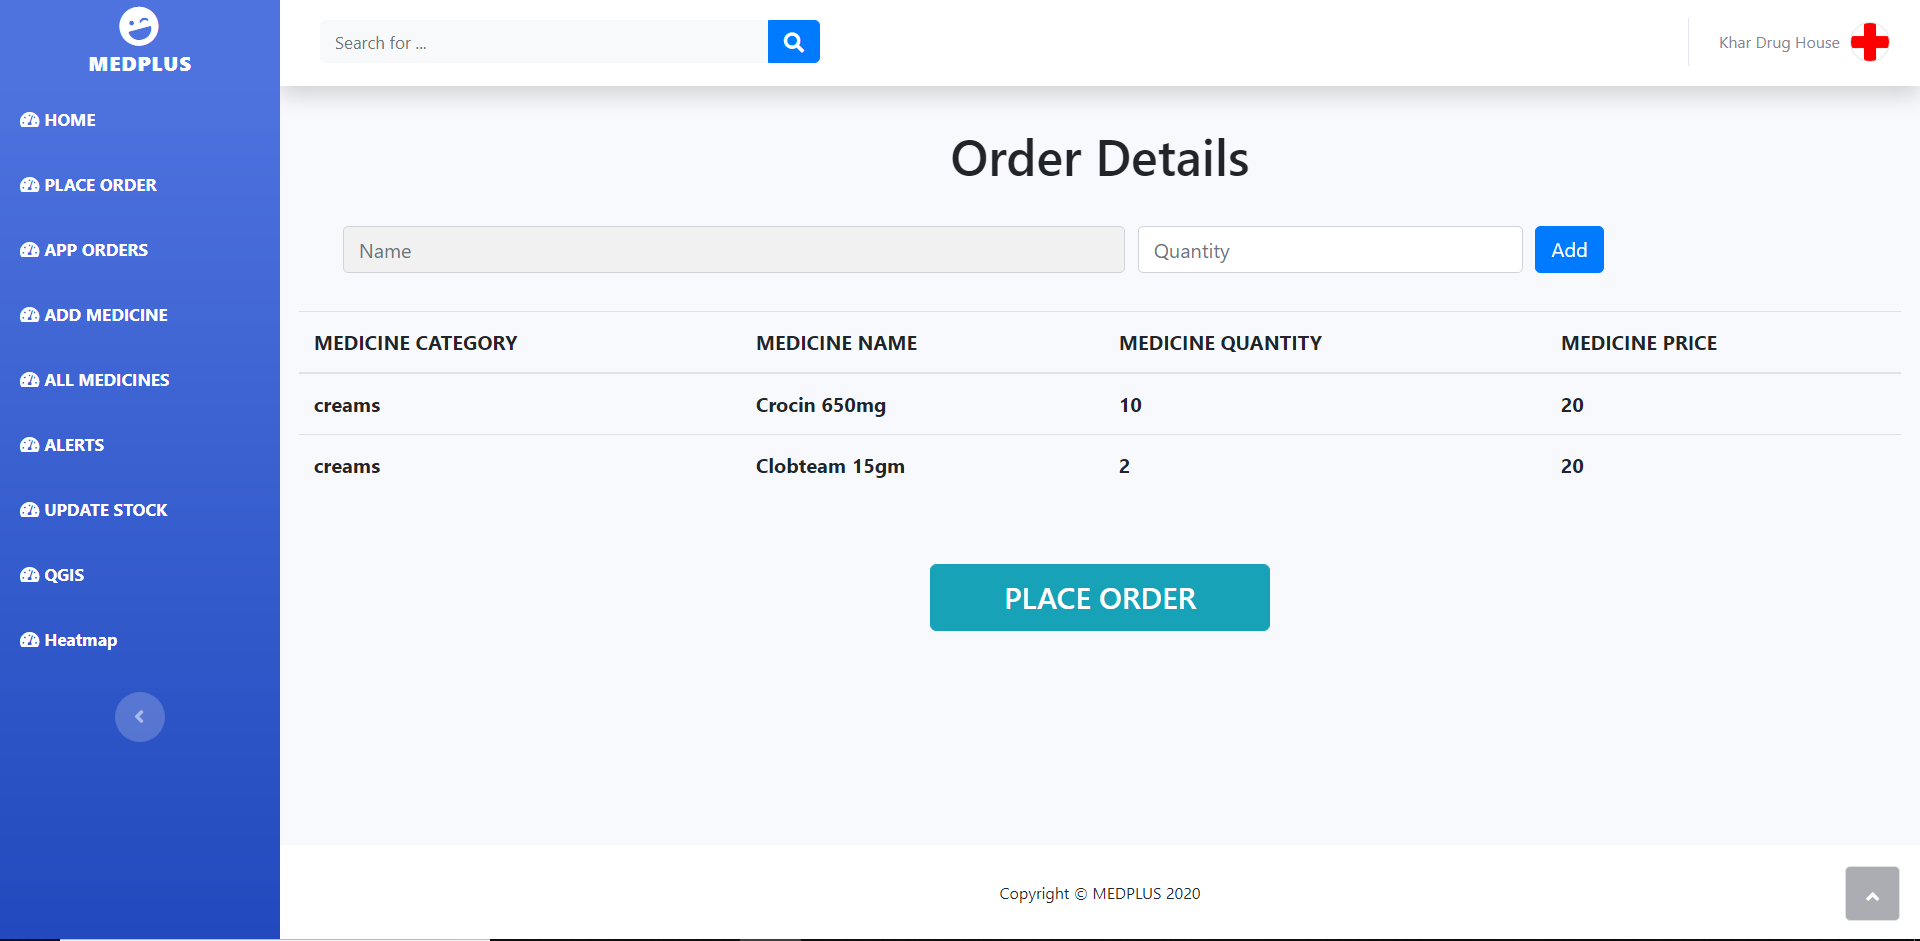 MEDPLUS
HOME
PLACE ORDER
APP ORDERS
ADD MEDICINE
ALL MEDICINES
ALERTS
UPDATE STOCK
QGIS
Heatmap
Search for ...
Khar Drug House
Order Details
Name Quantity Add
MEDICINE CATEGORY MEDICINE NAME MEDICINE QUANTITY MEDICINE PRICE
creams Crocin 650mg 10 20
creams Clobteam 15gm 2 20
PLACE ORDER
Copyright © MEDPLUS 2020